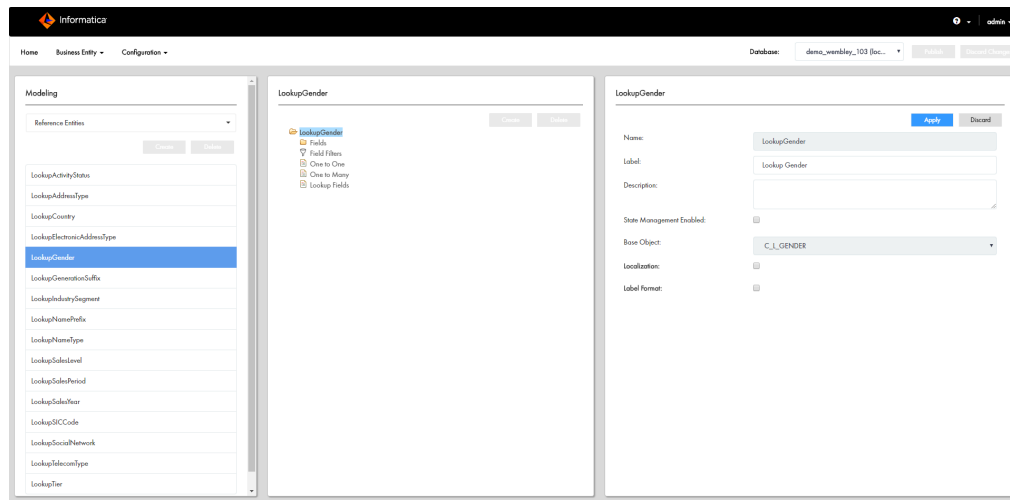 Informatica
admin
Home
Business Entity
Configuration
Database:
demo_wembley_103 (loc...
Publish
Discard Changes
Modeling
Reference Entities
Create
Delete
LookupActivityStatus
LookupAddressType
LookupCountry
LookupElectronicAddressType
LookupGender
LookupGenerationSuffix
LookupIndustrySegment
LookupNamePrefix
LookupNameType
LookupSalesLevel
LookupSalesPeriod
LookupSalesYear
LookupSICCode
LookupSocialNetwork
LookupTelecomType
LookupTier
LookupGender
Create
Delete
LookupGender
Fields
Field Filters
One to One
One to Many
Lookup Fields
LookupGender
Apply
Discard
Name:
LookupGender
Label:
Lookup Gender
Description:
State Management Enabled:
Base Object:
C_L_GENDER
Localization:
Label Format: